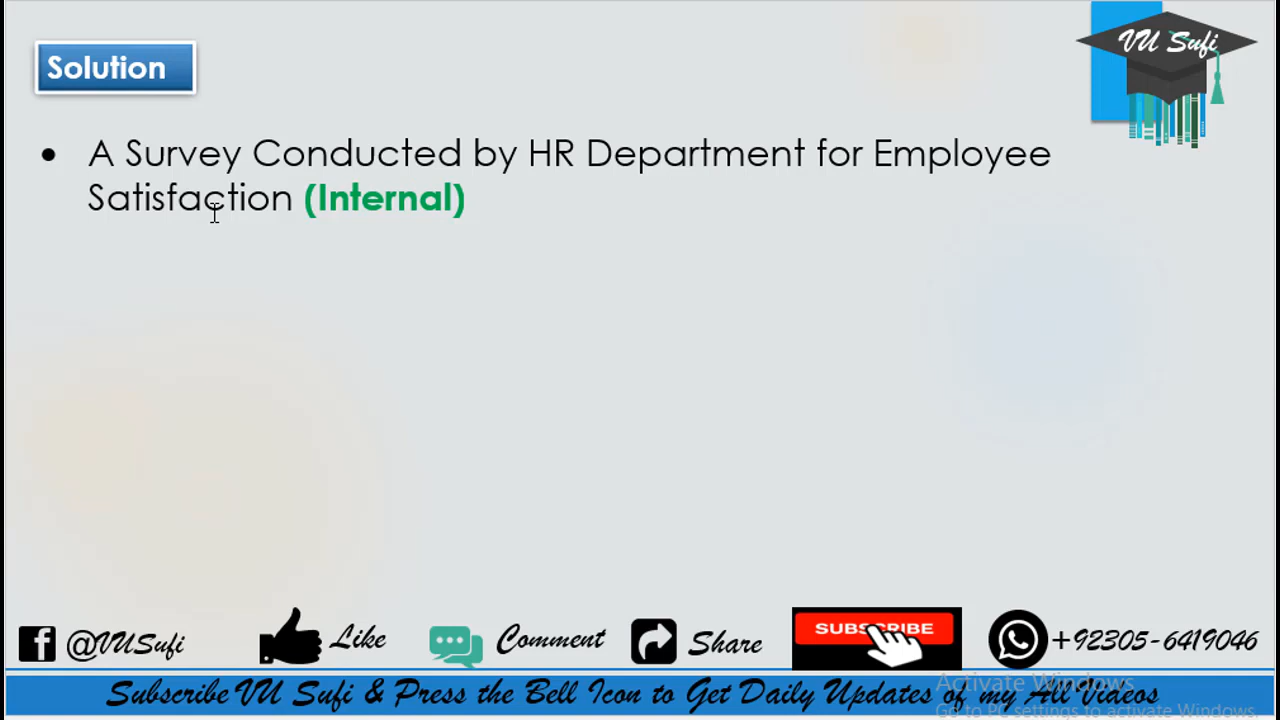 VU Sufi
Solution
• A Survey Conducted by HR Department for Employee
Satisfaction (Internal)
@VUSufi
Like
Comment
Share
SUBSCRIBE
+92305-6419046
Subscribe VU Sufi & Press the Bell Icon to Get Daily Updates of my All Videos
Activate Windows
Go to PC settings to activate Windows.